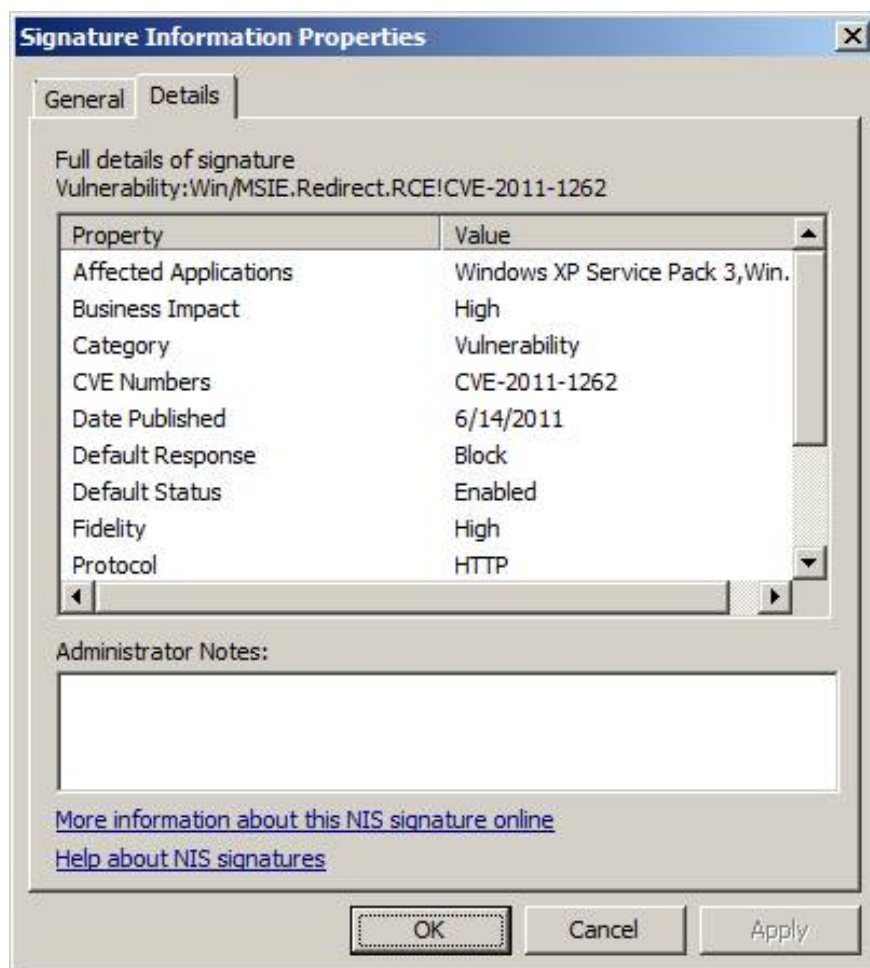 Signature Information Properties
General Details
Full details of signature
Vulnerability:Win/MSIE.Redirect.RCE!CVE-2011-1262
Property Value
Affected Applications Windows XP Service Pack 3,Win.
Business Impact High
Category Vulnerability
CVE Numbers CVE-2011-1262
Date Published 6/14/2011
Default Response Block
Default Status Enabled
Fidelity High
Protocol HTTP
Administrator Notes:
More information about this NIS signature online
Help about NIS signatures
OK Cancel Apply